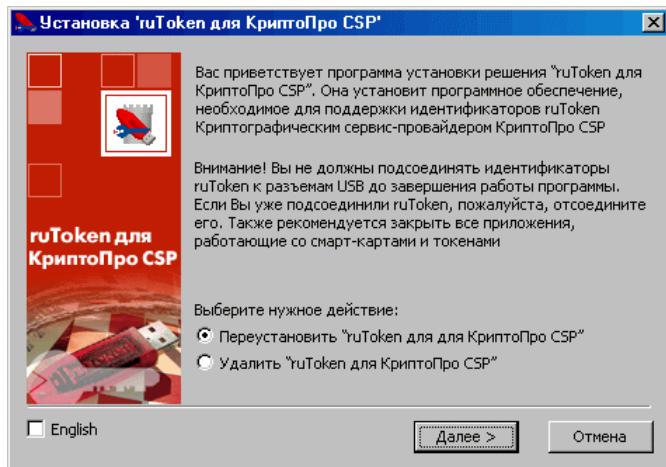 Установка 'ruToken для КриптоПро CSP'
Вас приветствует программа установки решения "ruToken для
КриптоПро CSP". Она установит программное обеспечение,
необходимое для поддержки идентификаторов ruToken
Криптографическим сервис-провайдером КриптоПро CSP
Внимание! Вы не должны подсоединять идентификаторы
ruToken к разъемам USB до завершения работы программы.
Если Вы уже подсоединили ruToken, пожалуйста, отсоедините
его. Также рекомендуется закрыть все приложения,
работающие со смарт-картами и токенами
ruToken для
КриптоПро CSP
Выберите нужное действие:
Переустановить "ruToken для для КриптоПро CSP"
Удалить "ruToken для КриптоПро CSP"
English
Далее >
Отмена